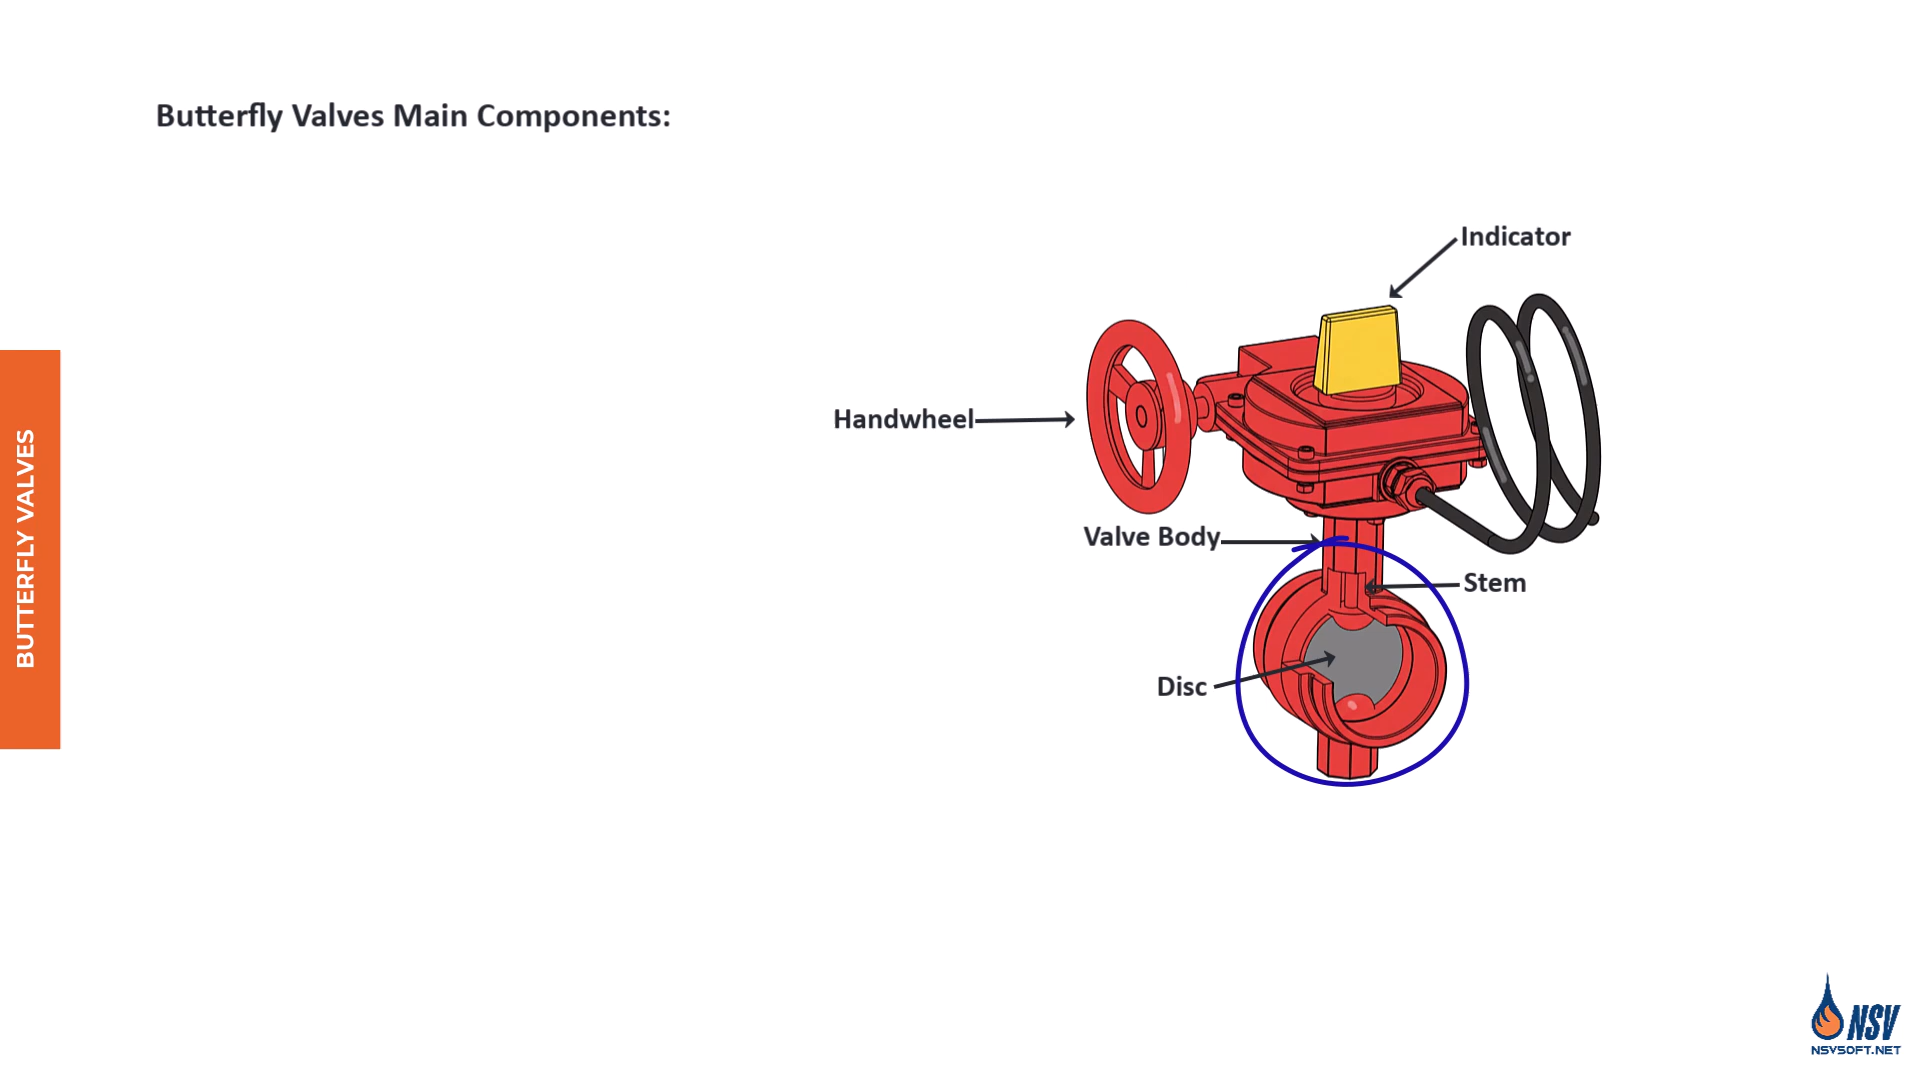 Butterfly Valves Main Components:
Indicator
Handwheel
Valve Body
Stem
Disc
BUTTERFLY VALVES
NSV
NSVSOFT.NET